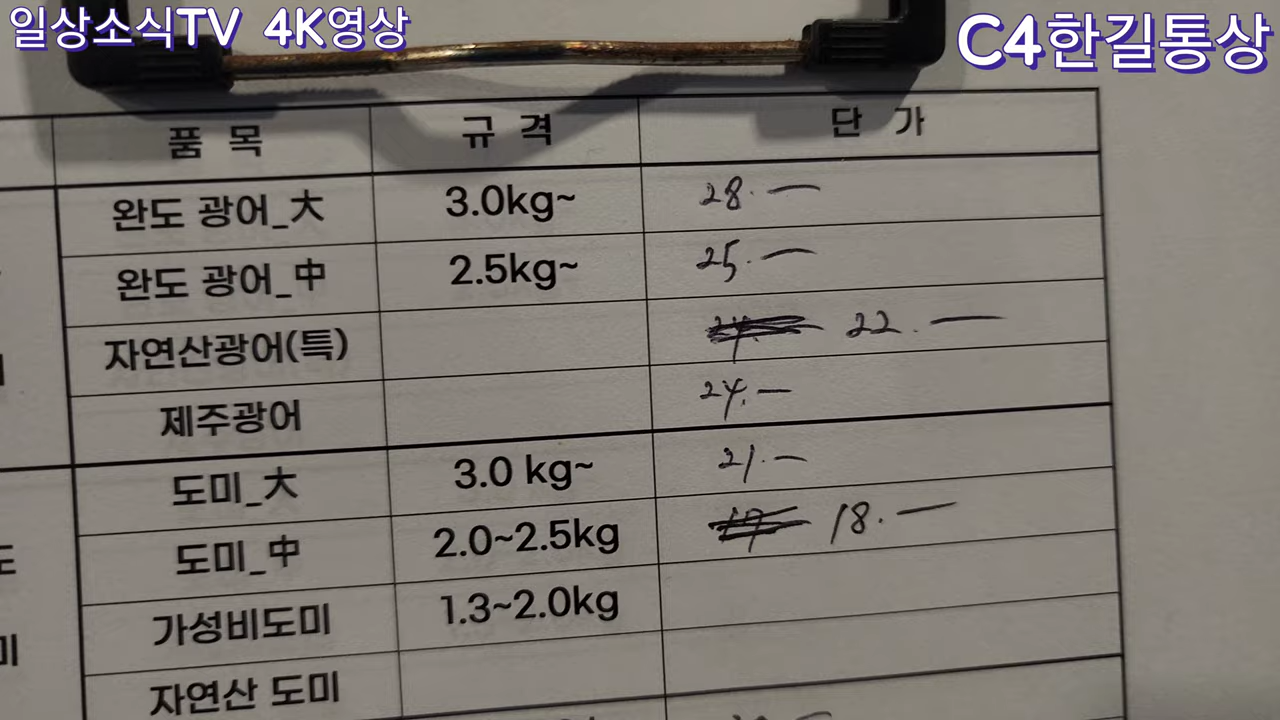 일상소식TV 4K영상
C4한길통상
품 목 규 격 단 가
완도 광어_大 3.0kg~ 28.—
완도 광어_中 2.5kg~ 25.—
자연산광어(특) 22.—
제주광어 24.—
도미_大 3.0 kg~ 21.—
도미_中 2.0~2.5kg 18.—
가성비도미 1.3~2.0kg
자연산 도미